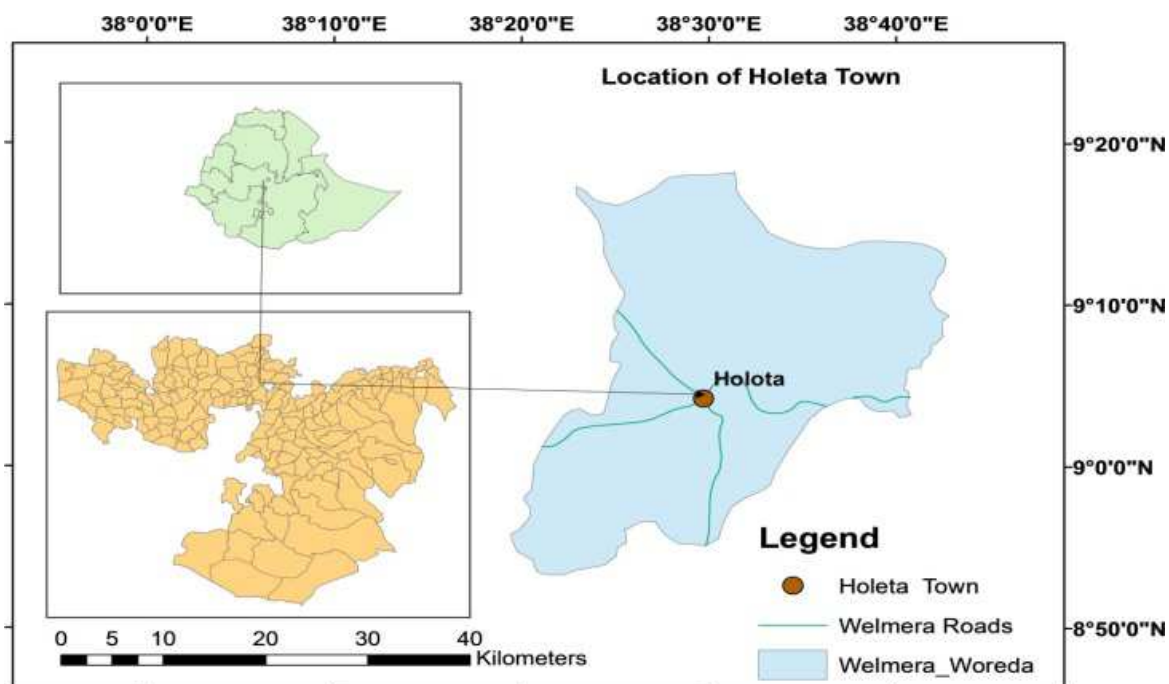 38°0'0"E 38°10'0"E 38°20'0"E 38°30'0"E 38°40'0"E
Location of Holeta Town
9°20'0"N
9°10'0"N
Holota
9°0'0"N
Legend
Holeta Town
Welmera Roads
8°50'0"N
Welmera_Woreda
0 5 10 20 30 40
Kilometers